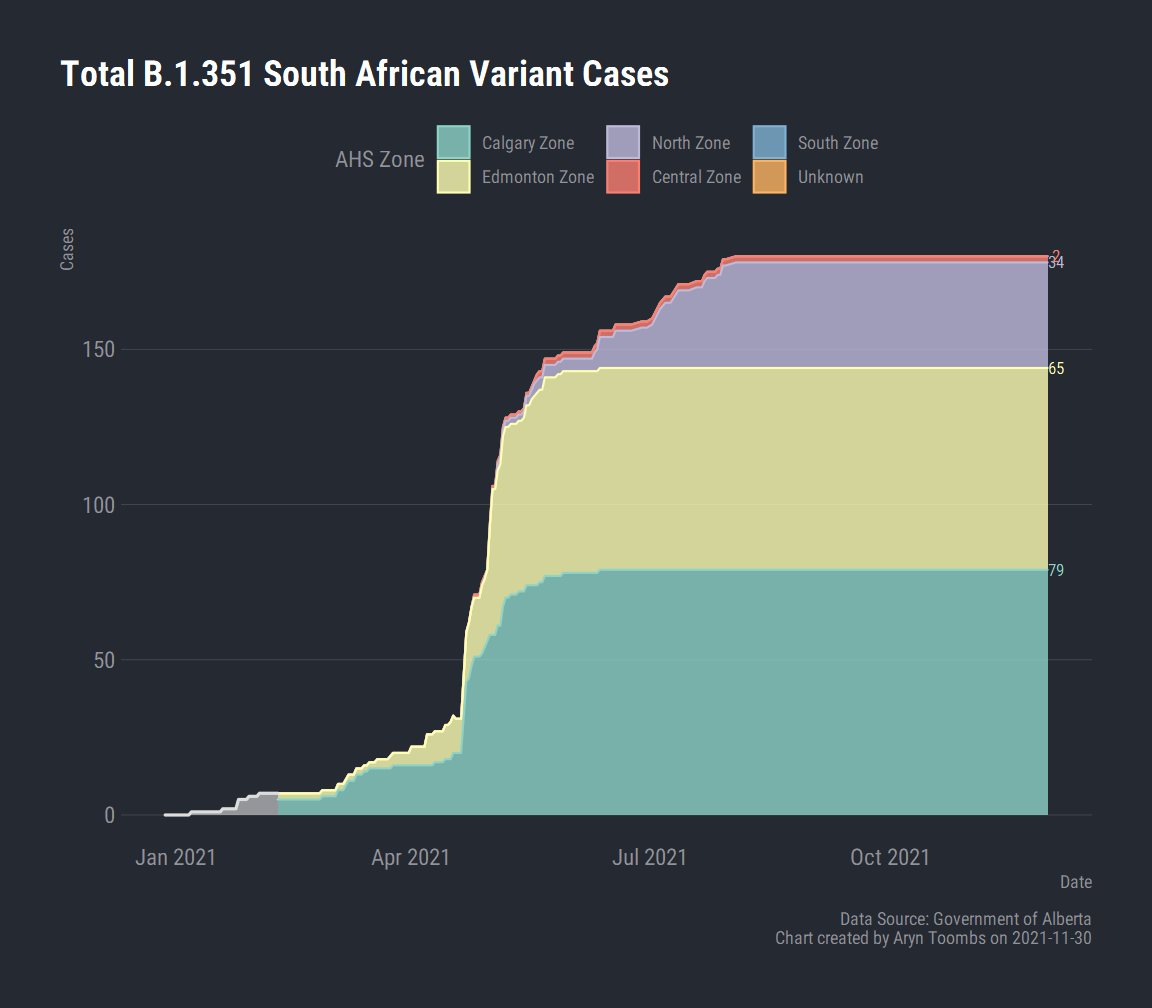 Total B.1.351 South African Variant Cases
AHS Zone
Calgary Zone North Zone South Zone
Edmonton Zone Central Zone Unknown
Cases
2
34
150
65
100
79
50
0
Jan 2021 Apr 2021 Jul 2021 Oct 2021
Date
Data Source: Government of Alberta
Chart created by Aryn Toombs on 2021-11-30